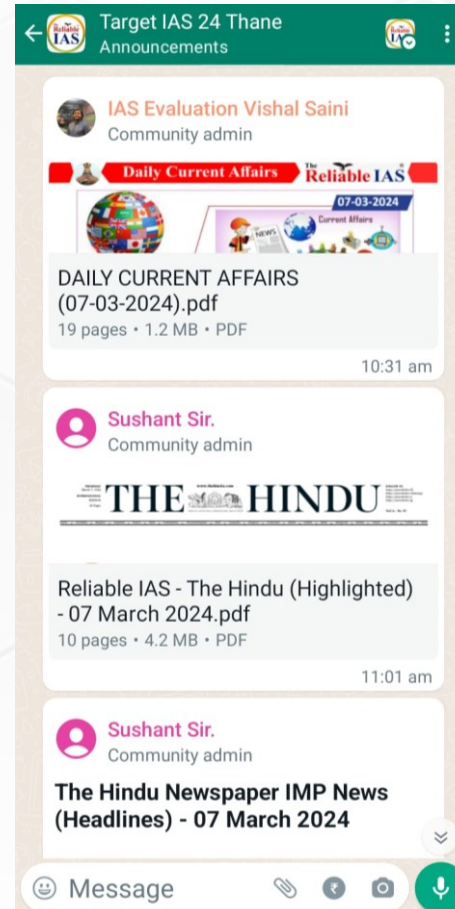 Target IAS 24 Thane
Announcements
Reliable
IAS
IAS Evaluation Vishal Saini
Community admin
Daily Current Affairs
The Reliable IAS
07-03-2024
NEWS
Current Affairs
DAILY CURRENT AFFAIRS
(07-03-2024).pdf
19 pages • 1.2 MB • PDF
10:31 am
Sushant Sir.
Community admin
THE HINDU
Reliable IAS - The Hindu (Highlighted)
- 07 March 2024.pdf
10 pages • 4.2 MB • PDF
11:01 am
Sushant Sir.
Community admin
The Hindu Newspaper IMP News
(Headlines) - 07 March 2024
Message
₹